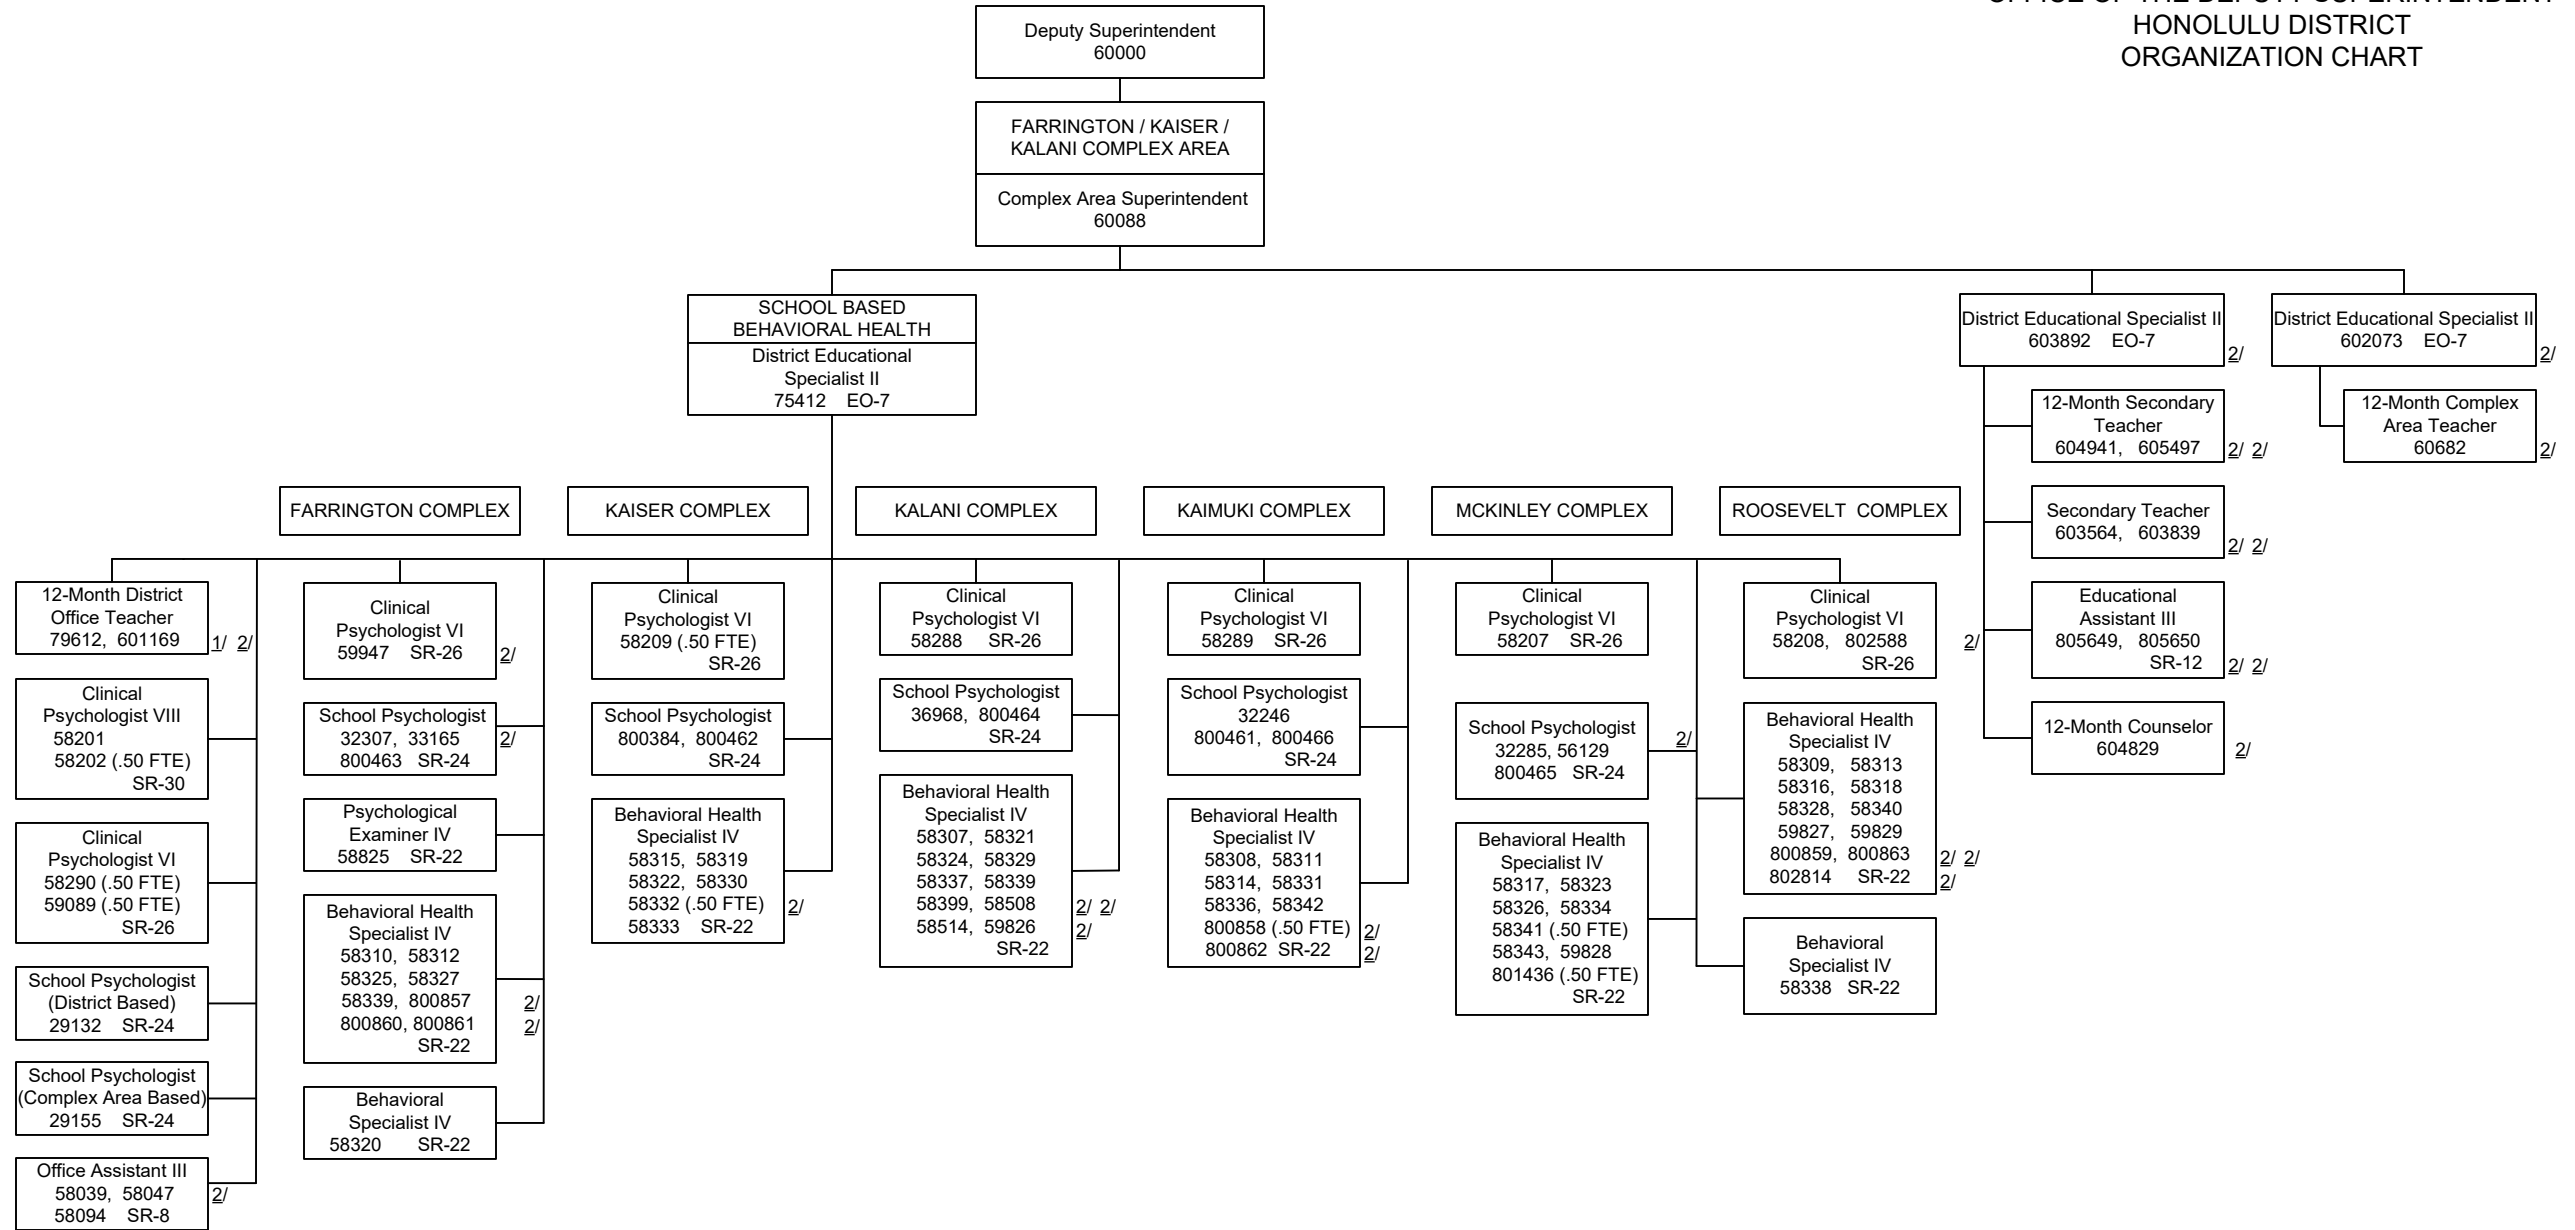 OFFICE OF THE DEPUTY SUPERINTENDENT
HONOLULU DISTRICT
ORGANIZATION CHART
Deputy Superintendent
60000
FARRINGTON / KAISER /
KALANI COMPLEX AREA
Complex Area Superintendent
60088
SCHOOL BASED
BEHAVIORAL HEALTH
District Educational
Specialist II
75412 EO-7
District Educational Specialist II
603892 EO-7
2/
12-Month Secondary
Teacher
604941, 605497
2/ 2/
Secondary Teacher
603564, 603839
2/ 2/
Educational
Assistant III
805649, 805650
SR-12
2/ 2/
12-Month Counselor
604829
2/
District Educational Specialist II
602073 EO-7
2/
12-Month Complex
Area Teacher
60682
2/
12-Month District
Office Teacher
79612, 601169
1/ 2/
Clinical
Psychologist VIII
58201
58202 (.50 FTE)
SR-30
Clinical
Psychologist VI
58290 (.50 FTE)
59089 (.50 FTE)
SR-26
School Psychologist
(District Based)
29132 SR-24
School Psychologist
(Complex Area Based)
29155 SR-24
Office Assistant III
58039, 58047
58094 SR-8
2/
FARRINGTON COMPLEX
Clinical
Psychologist VI
59947 SR-26
2/
School Psychologist
32307, 33165
800463 SR-24
2/
Psychological
Examiner IV
58825 SR-22
Behavioral Health
Specialist IV
58310, 58312
58325, 58327
58339, 800857
800860, 800861
SR-22
2/
2/
Behavioral
Specialist IV
58320 SR-22
KAISER COMPLEX
Clinical
Psychologist VI
58209 (.50 FTE)
SR-26
School Psychologist
800384, 800462
SR-24
Behavioral Health
Specialist IV
58315, 58319
58322, 58330
58332 (.50 FTE)
58333 SR-22
2/
KALANI COMPLEX
Clinical
Psychologist VI
58288 SR-26
School Psychologist
36968, 800464
SR-24
Behavioral Health
Specialist IV
58307, 58321
58324, 58329
58337, 58339
58399, 58508
58514, 59826
SR-22
2/ 2/
2/
KAIMUKI COMPLEX
Clinical
Psychologist VI
58289 SR-26
School Psychologist
32246
800461, 800466
SR-24
Behavioral Health
Specialist IV
58308, 58311
58314, 58331
58336, 58342
800858 (.50 FTE)
800862 SR-22
2/
2/
MCKINLEY COMPLEX
Clinical
Psychologist VI
58207 SR-26
School Psychologist
32285, 56129
800465 SR-24
2/
Behavioral Health
Specialist IV
58317, 58323
58326, 58334
58341 (.50 FTE)
58343, 59828
801436 (.50 FTE)
SR-22
ROOSEVELT COMPLEX
Clinical
Psychologist VI
58208, 802588
SR-26
2/
Behavioral Health
Specialist IV
58309, 58313
58316, 58318
58328, 58340
59827, 59829
800859, 800863
802814 SR-22
2/ 2/
2/
Behavioral
Specialist IV
58338 SR-22